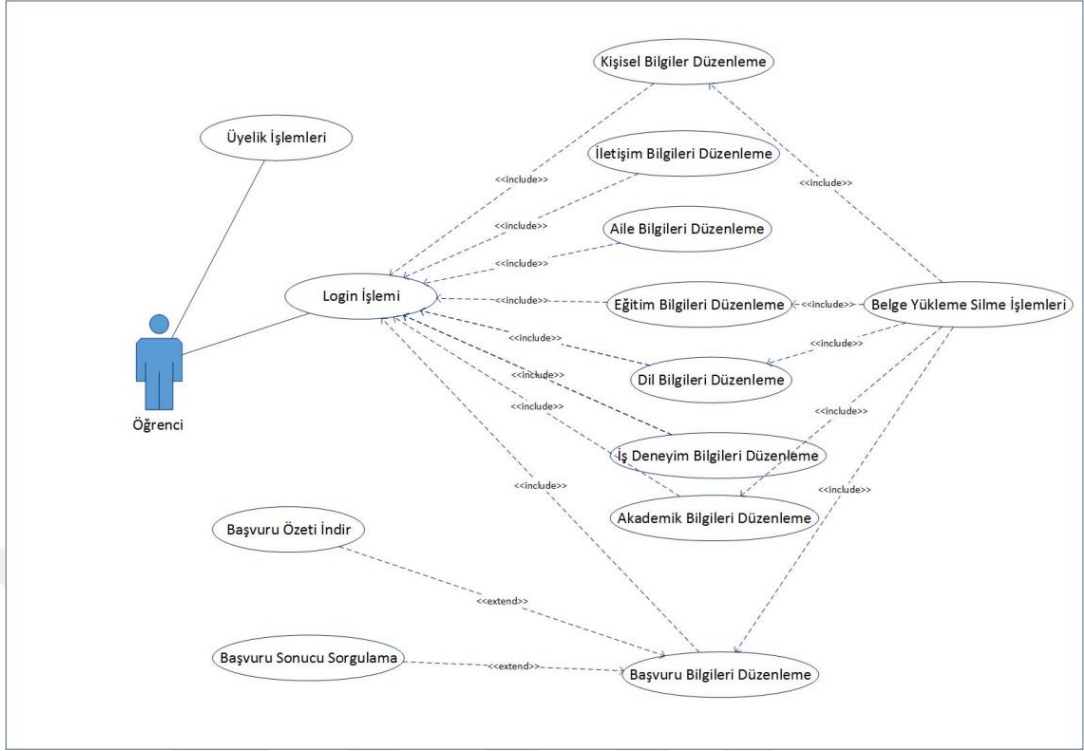 Kişisel Bilgiler Düzenleme
Üyelik İşlemleri
İletişim Bilgileri Düzenleme
<<include>>
<<include>>
<<include>>
Aile Bilgileri Düzenleme
<<include>>
Login İşlemi
<<include>>
Eğitim Bilgileri Düzenleme
<<include>>
Belge Yükleme Silme İşlemleri
<<include>>
<<include>>
Dil Bilgileri Düzenleme
<<include>>
<<include>>
<<include>>
Öğrenci
İş Deneyim Bilgileri Düzenleme
<<include>>
<<include>>
Akademik Bilgileri Düzenleme
Başvuru Özeti İndir
<<extend>>
Başvuru Sonucu Sorgulama
<<extend>>
Başvuru Bilgileri Düzenleme